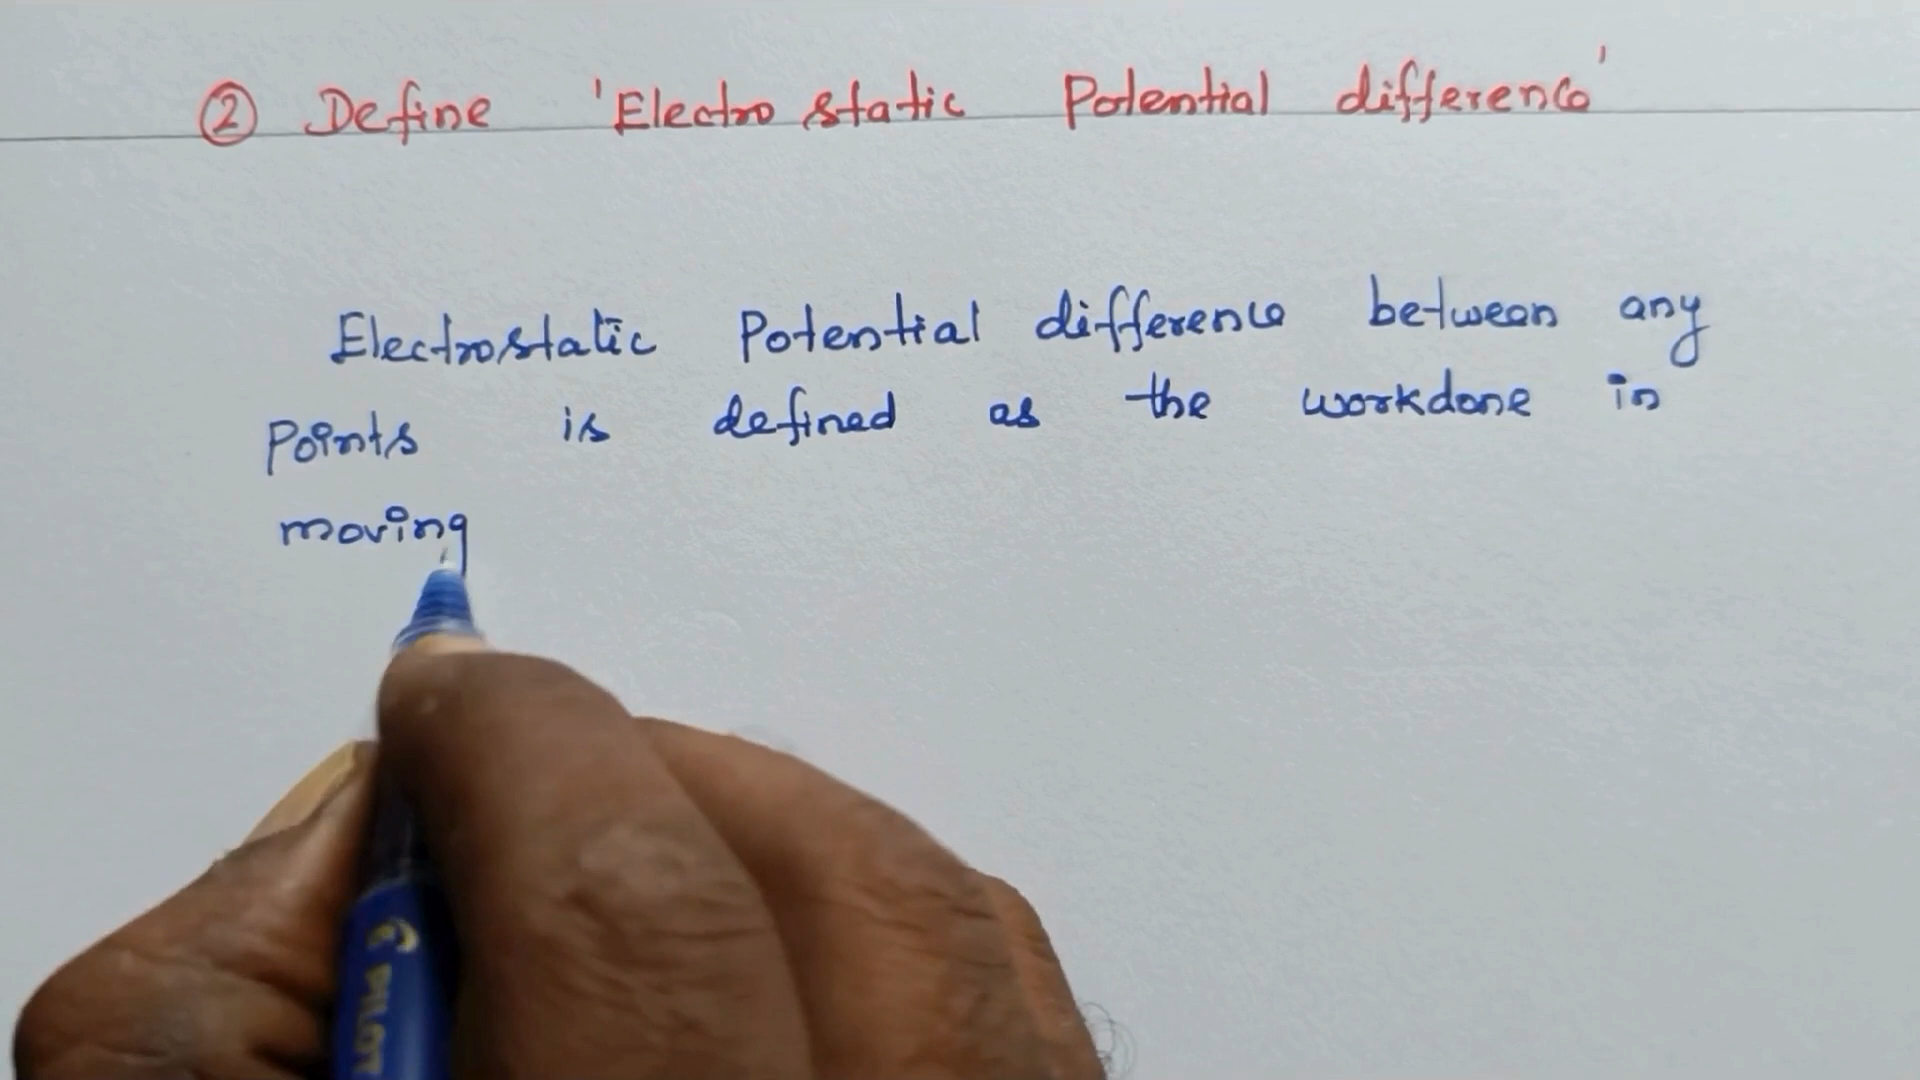 ② Define 'Electro static Potential difference'
Electrostatic Potential difference between any
Points is defined as the workdone in
moving
PILOT